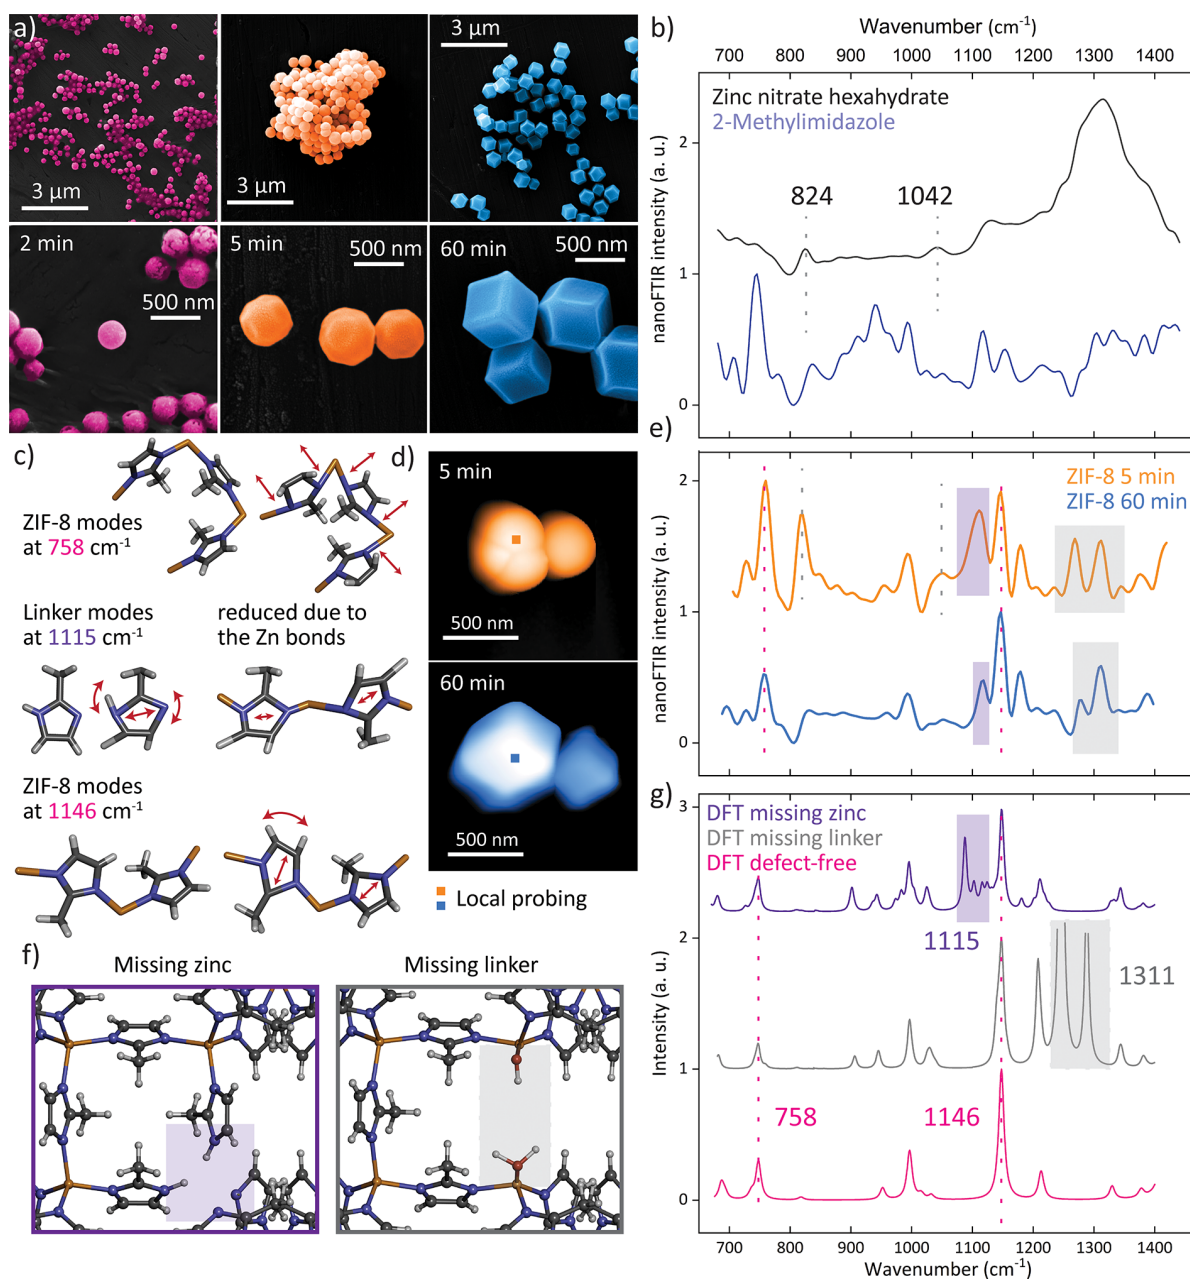 a)
3 μm
3 μm
3 μm
2 min
500 nm
5 min
500 nm
60 min
500 nm
b)
Wavenumber (cm-1)
700 800 900 1000 1100 1200 1300 1400
Zinc nitrate hexahydrate
2-Methylimidazole
824
1042
nanoFTIR intensity (a. u.)
2
1
0
c)
ZIF-8 modes
at 758 cm-1
Linker modes
at 1115 cm-1
reduced due to
the Zn bonds
ZIF-8 modes
at 1146 cm-1
d)
5 min
500 nm
60 min
500 nm
Local probing
e)
ZIF-8 5 min
ZIF-8 60 min
nanoFTIR intensity (a. u.)
2
1
0
f)
Missing zinc
Missing linker
g)
DFT missing zinc
DFT missing linker
DFT defect-free
1115
1311
758
1146
Intensity (a. u.)
3
2
1
0
700 800 900 1000 1100 1200 1300 1400
Wavenumber (cm-1)